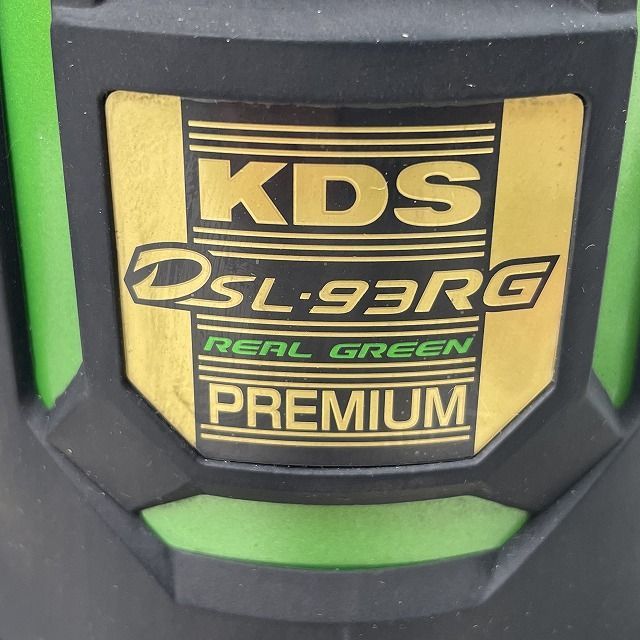 KDS
DSL-93RG
REAL GREEN
PREMIUM